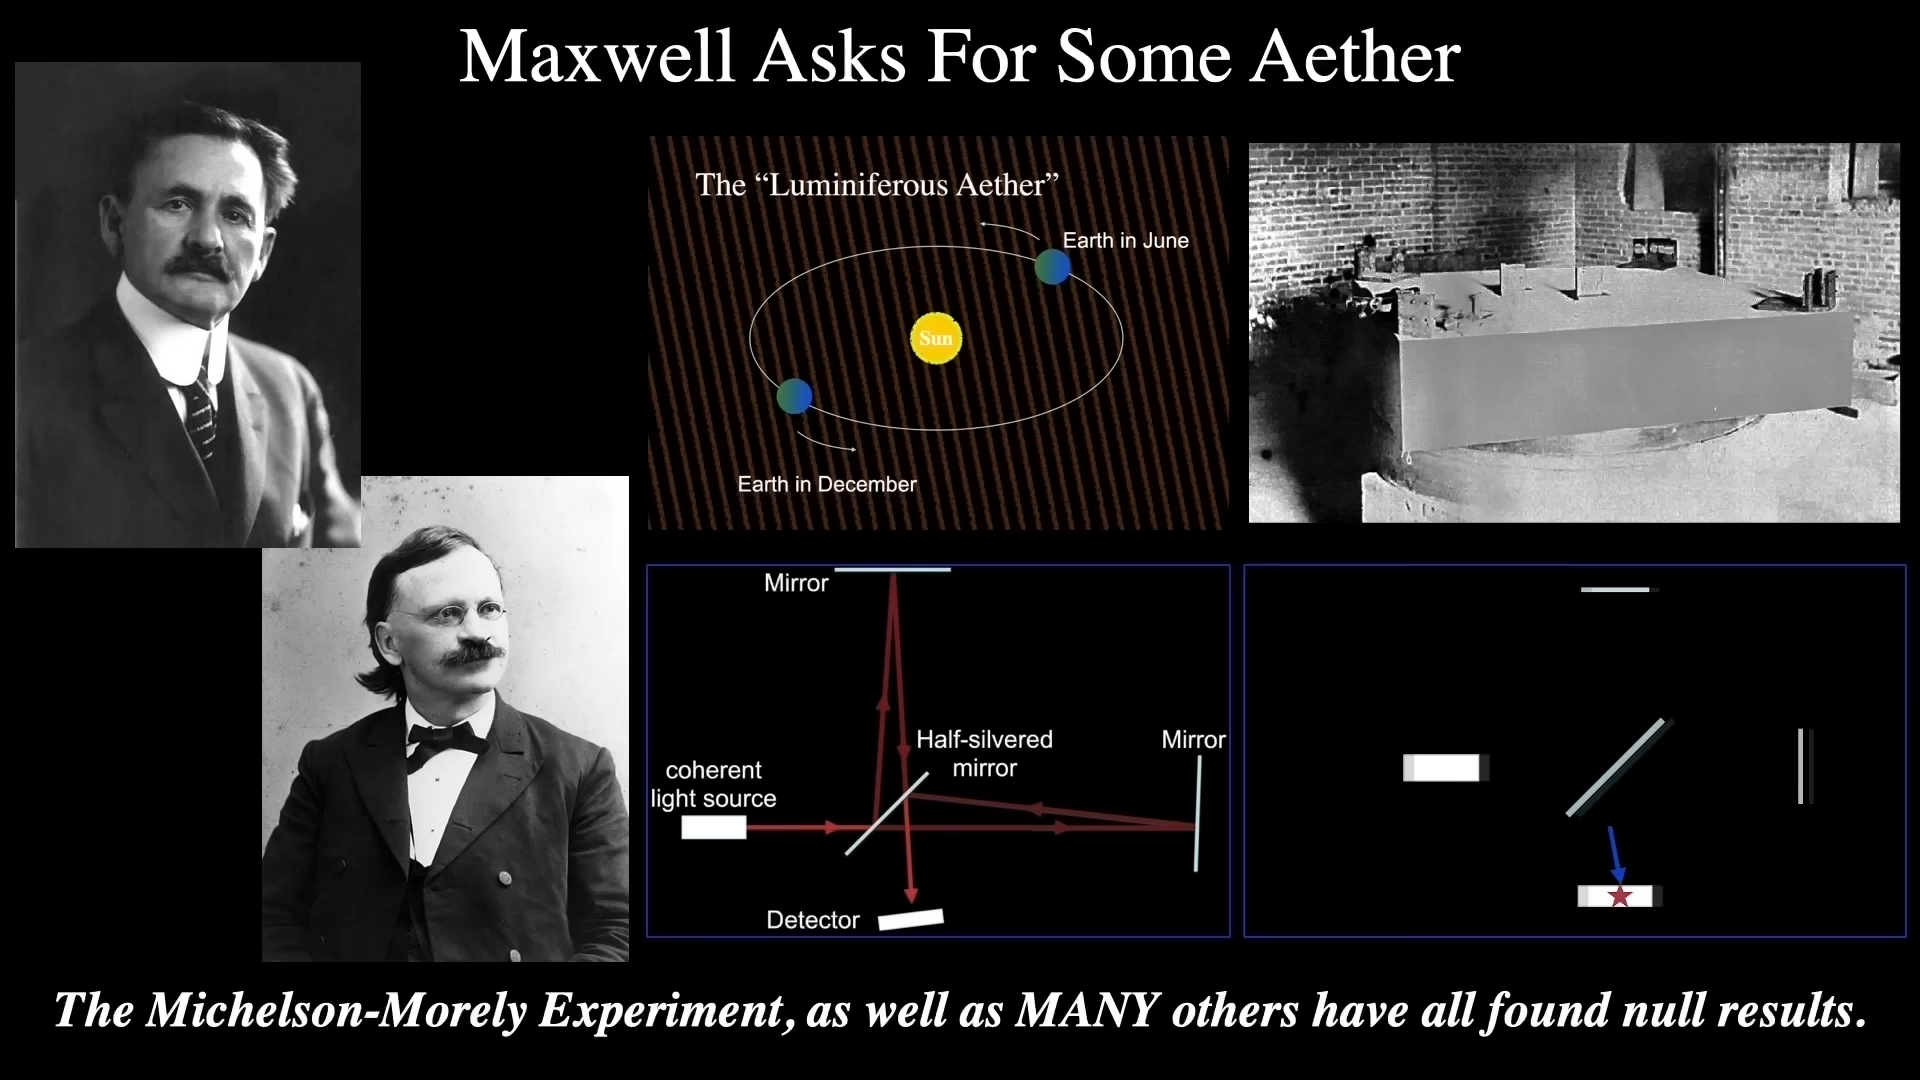 Maxwell Asks For Some Aether
The “Luminiferous Aether”
Earth in June
Sun
Earth in December
Mirror
Half-silvered
mirror
Mirror
coherent
light source
Detector
The Michelson-Morely Experiment, as well as MANY others have all found null results.